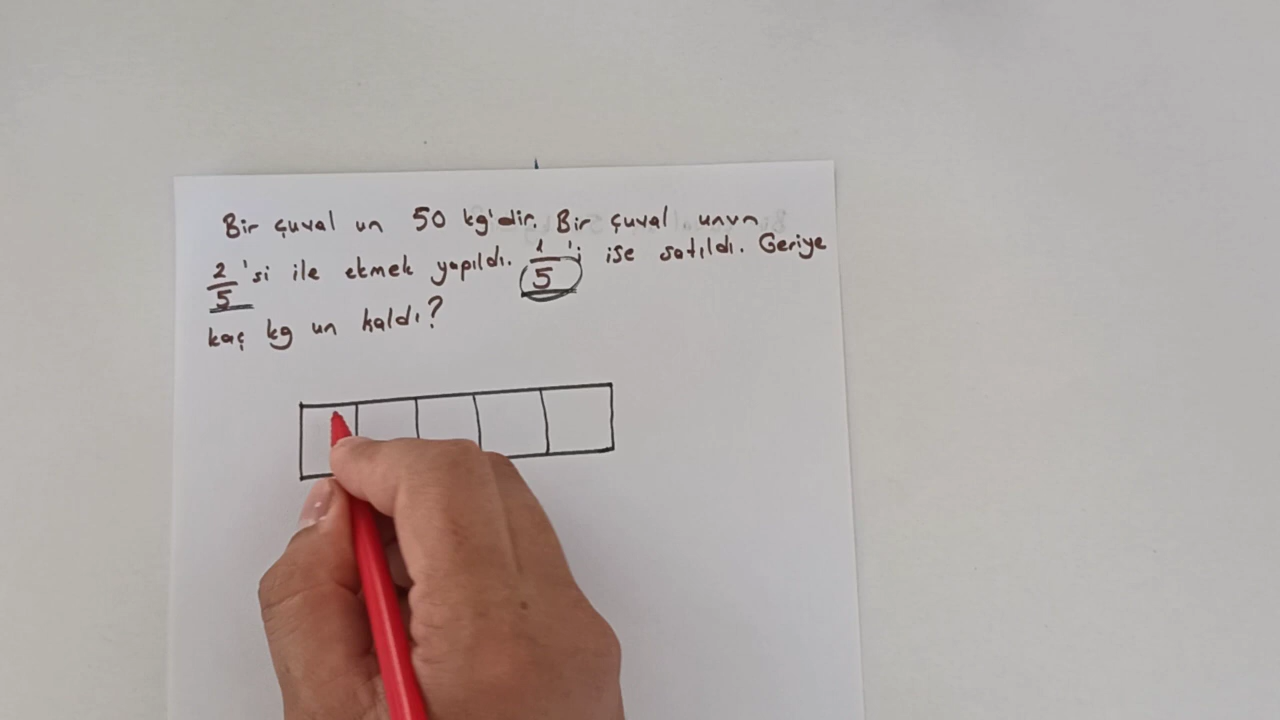 Bir çuval un 50 kg'dir. Bir çuval unun
2/5 'si ile ekmek yapıldı. 1/5 'i ise satıldı. Geriye
kaç kg un kaldı?